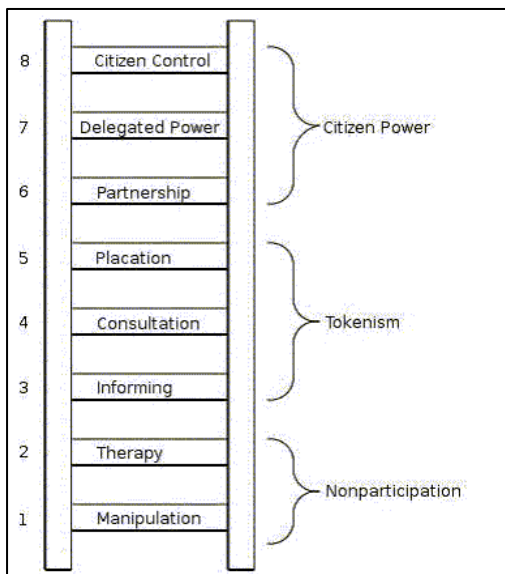 8 Citizen Control
7 Delegated Power Citizen Power
6 Partnership
5 Placation
4 Consultation Tokenism
3 Informing
2 Therapy
Nonparticipation
1 Manipulation